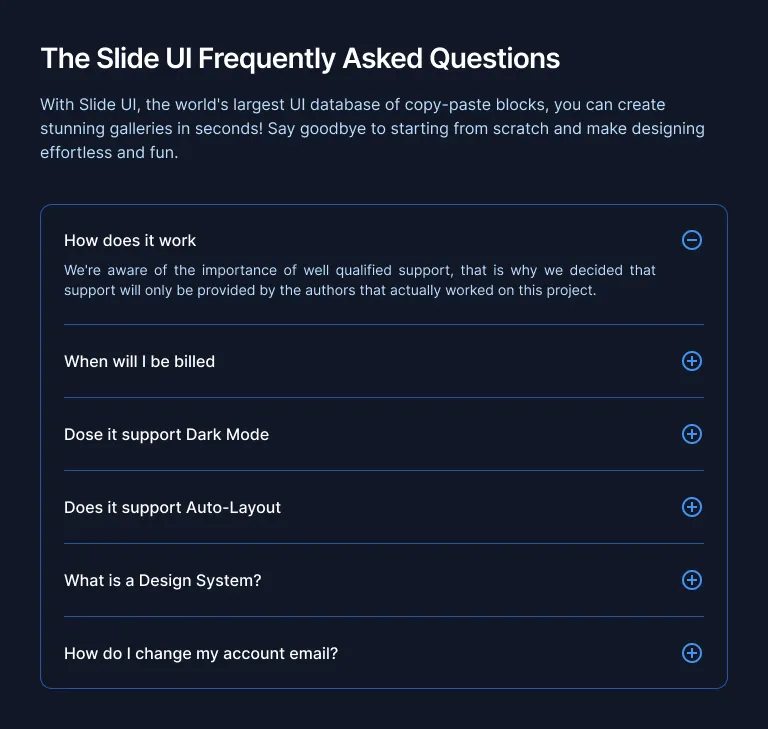 The Slide UI Frequently Asked Questions
With Slide UI, the world's largest UI database of copy-paste blocks, you can create
stunning galleries in seconds! Say goodbye to starting from scratch and make designing
effortless and fun.
How does it work
We're aware of the importance of well qualified support, that is why we decided that
support will only be provided by the authors that actually worked on this project.
When will I be billed
Dose it support Dark Mode
Does it support Auto-Layout
What is a Design System?
How do I change my account email?